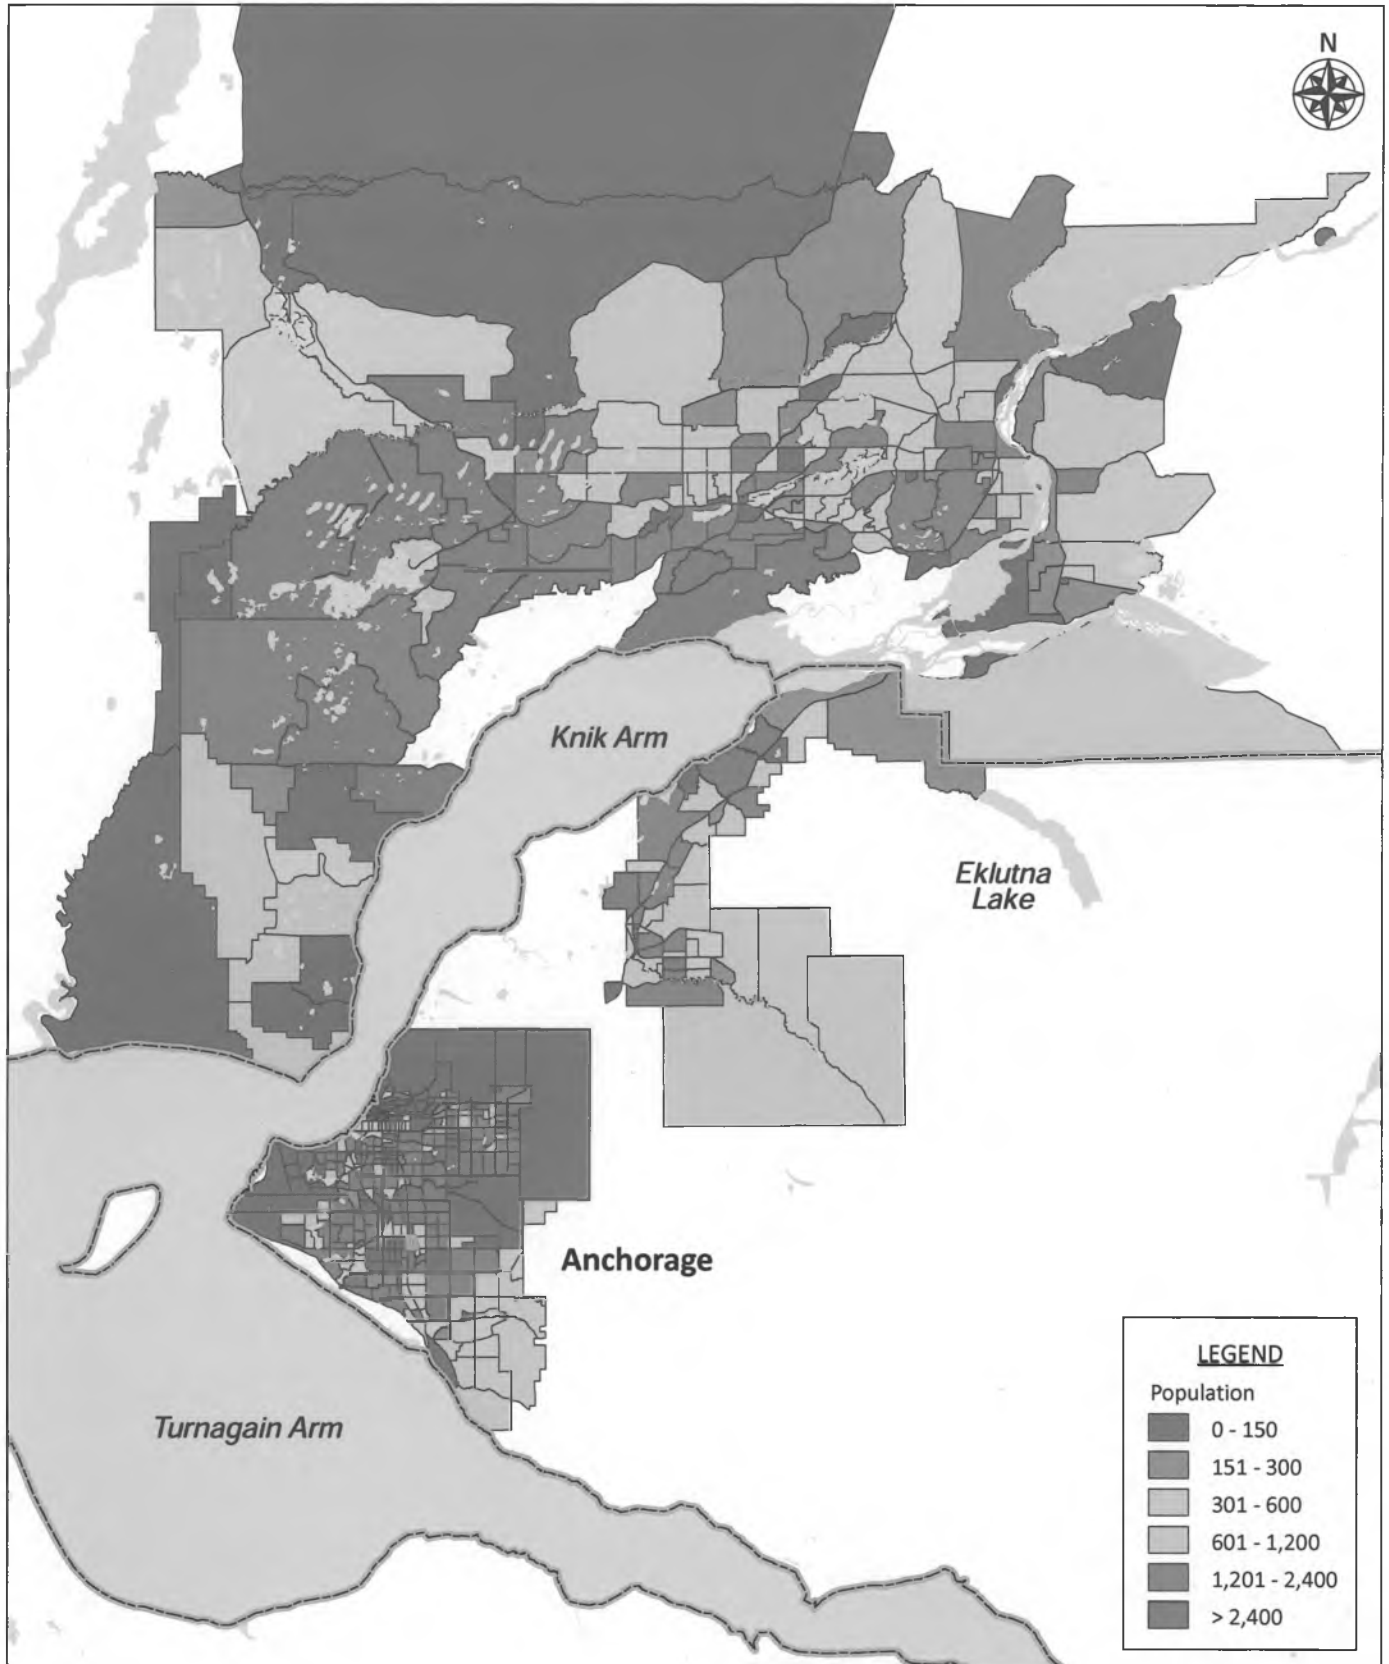 N
Knik Arm
Eklutna
Lake
Anchorage
Turnagain Arm
LEGEND
Population
0 - 150
151 - 300
301 - 600
601 - 1,200
1,201 - 2,400
> 2,400